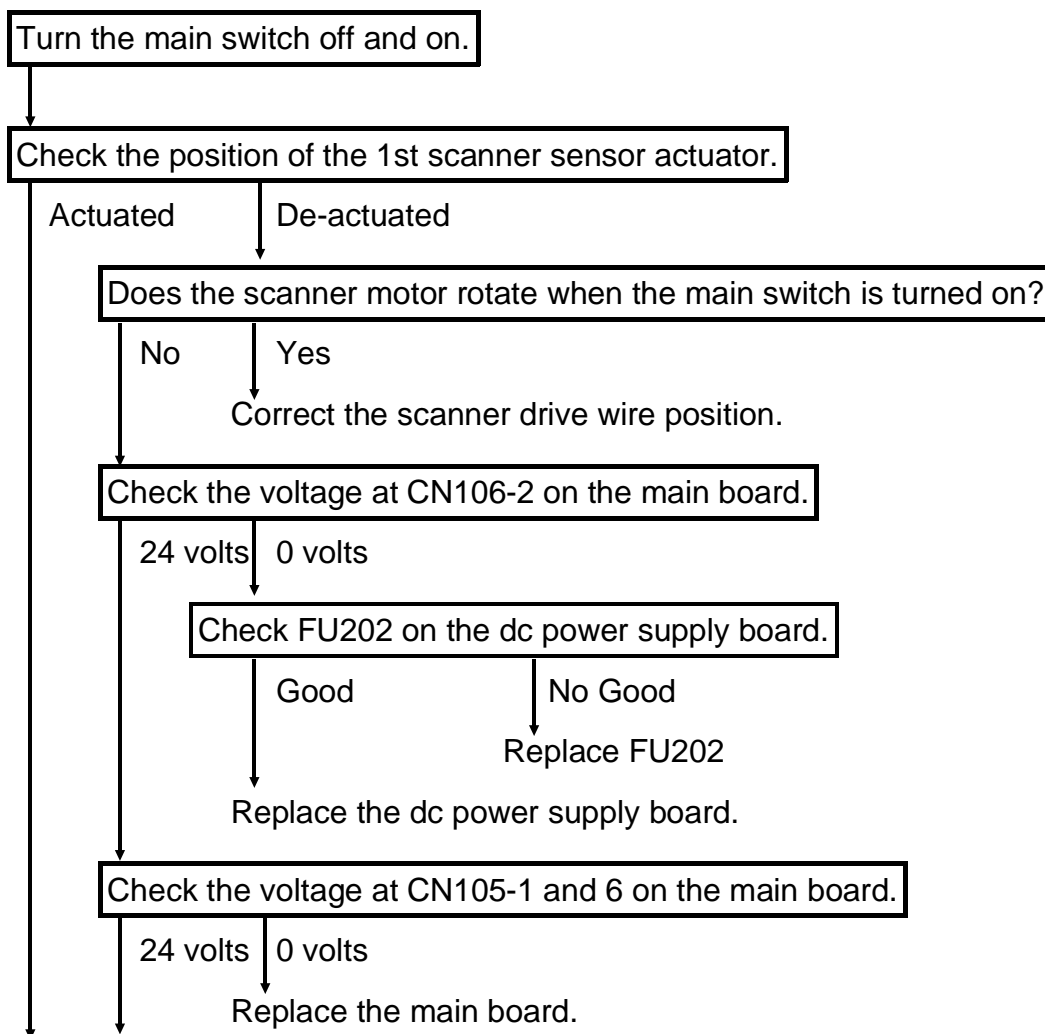 Turn the main switch off and on.
Check the position of the 1st scanner sensor actuator.
Actuated De-actuated
Does the scanner motor rotate when the main switch is turned on?
No Yes
Correct the scanner drive wire position.
Check the voltage at CN106-2 on the main board.
24 volts 0 volts
Check FU202 on the dc power supply board.
Good No Good
Replace FU202
Replace the dc power supply board.
Check the voltage at CN105-1 and 6 on the main board.
24 volts 0 volts
Replace the main board.